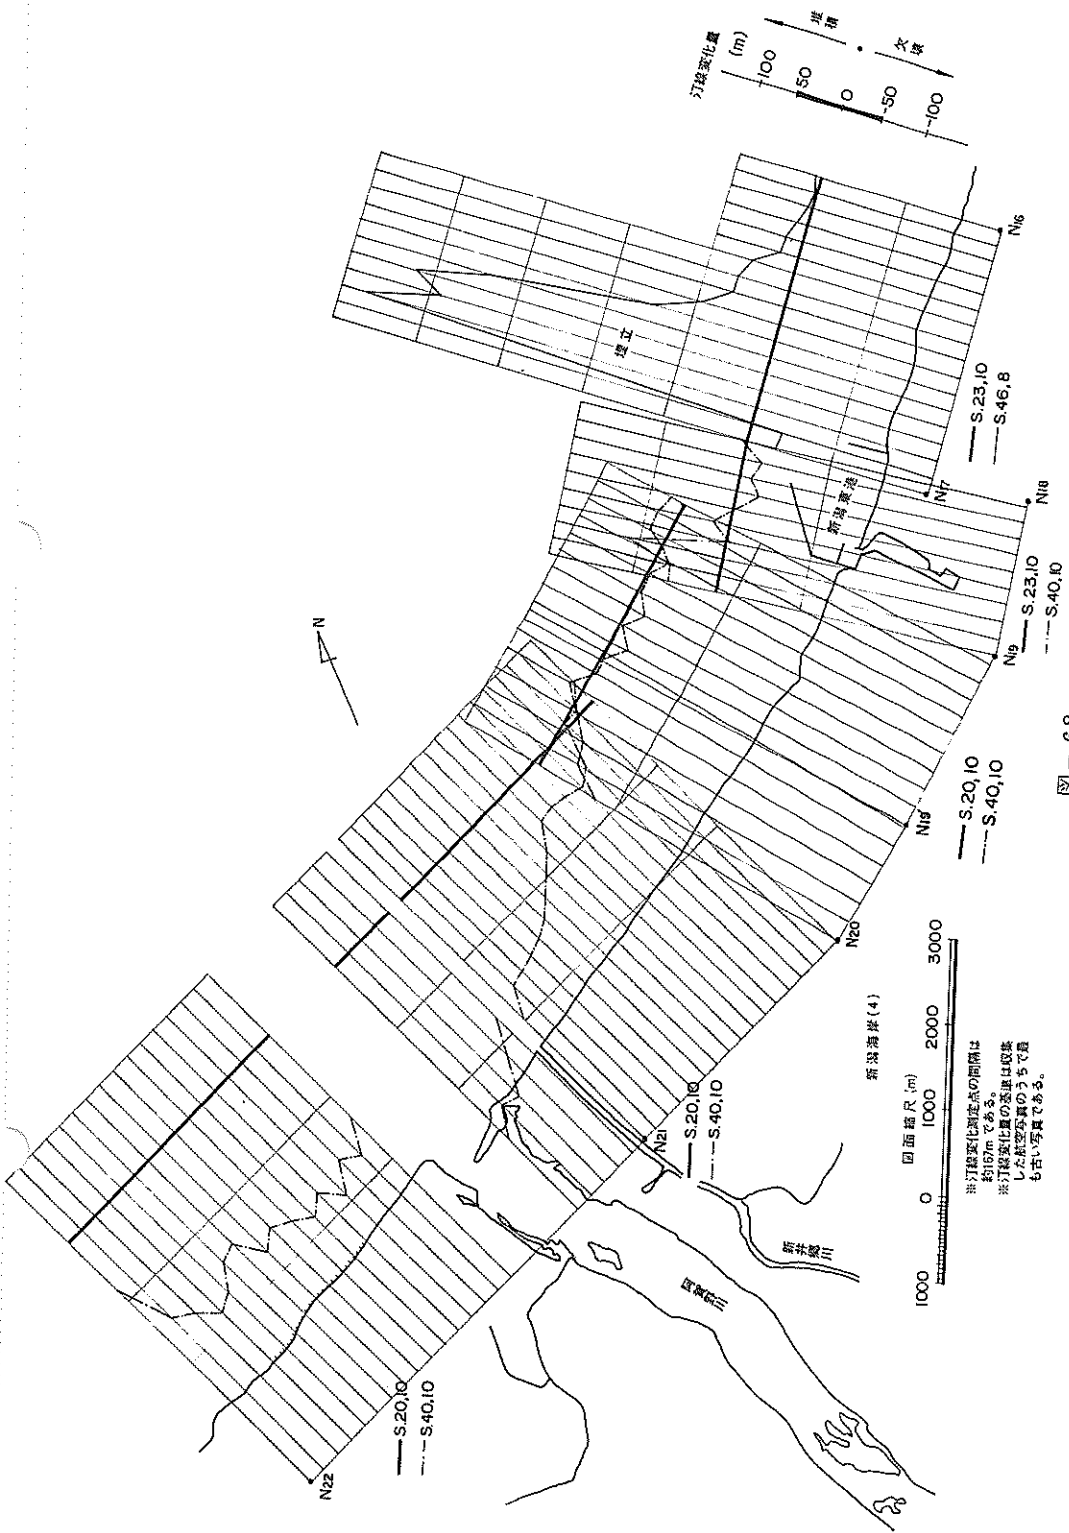 汀線変化量
(m)
100
50
0
-50
-100
堆積
欠壊
N
埋立
新潟東港
N16
N17
N18
N19
N19
N20
N21
N22
S.23,10
S.46,8
S.23,10
S.40,10
S.20,10
S.40,10
S.20,10
S.40,10
S.20,10
S.40,10
新井郷川
阿賀野川
新潟海岸(4)
図面縮尺(m)
1000 0 1000 2000 3000
※汀線変化測定点の間隔は
約167mである。
※汀線変化量の基準は収集
した航空写真のうちで最
も古い写真である。